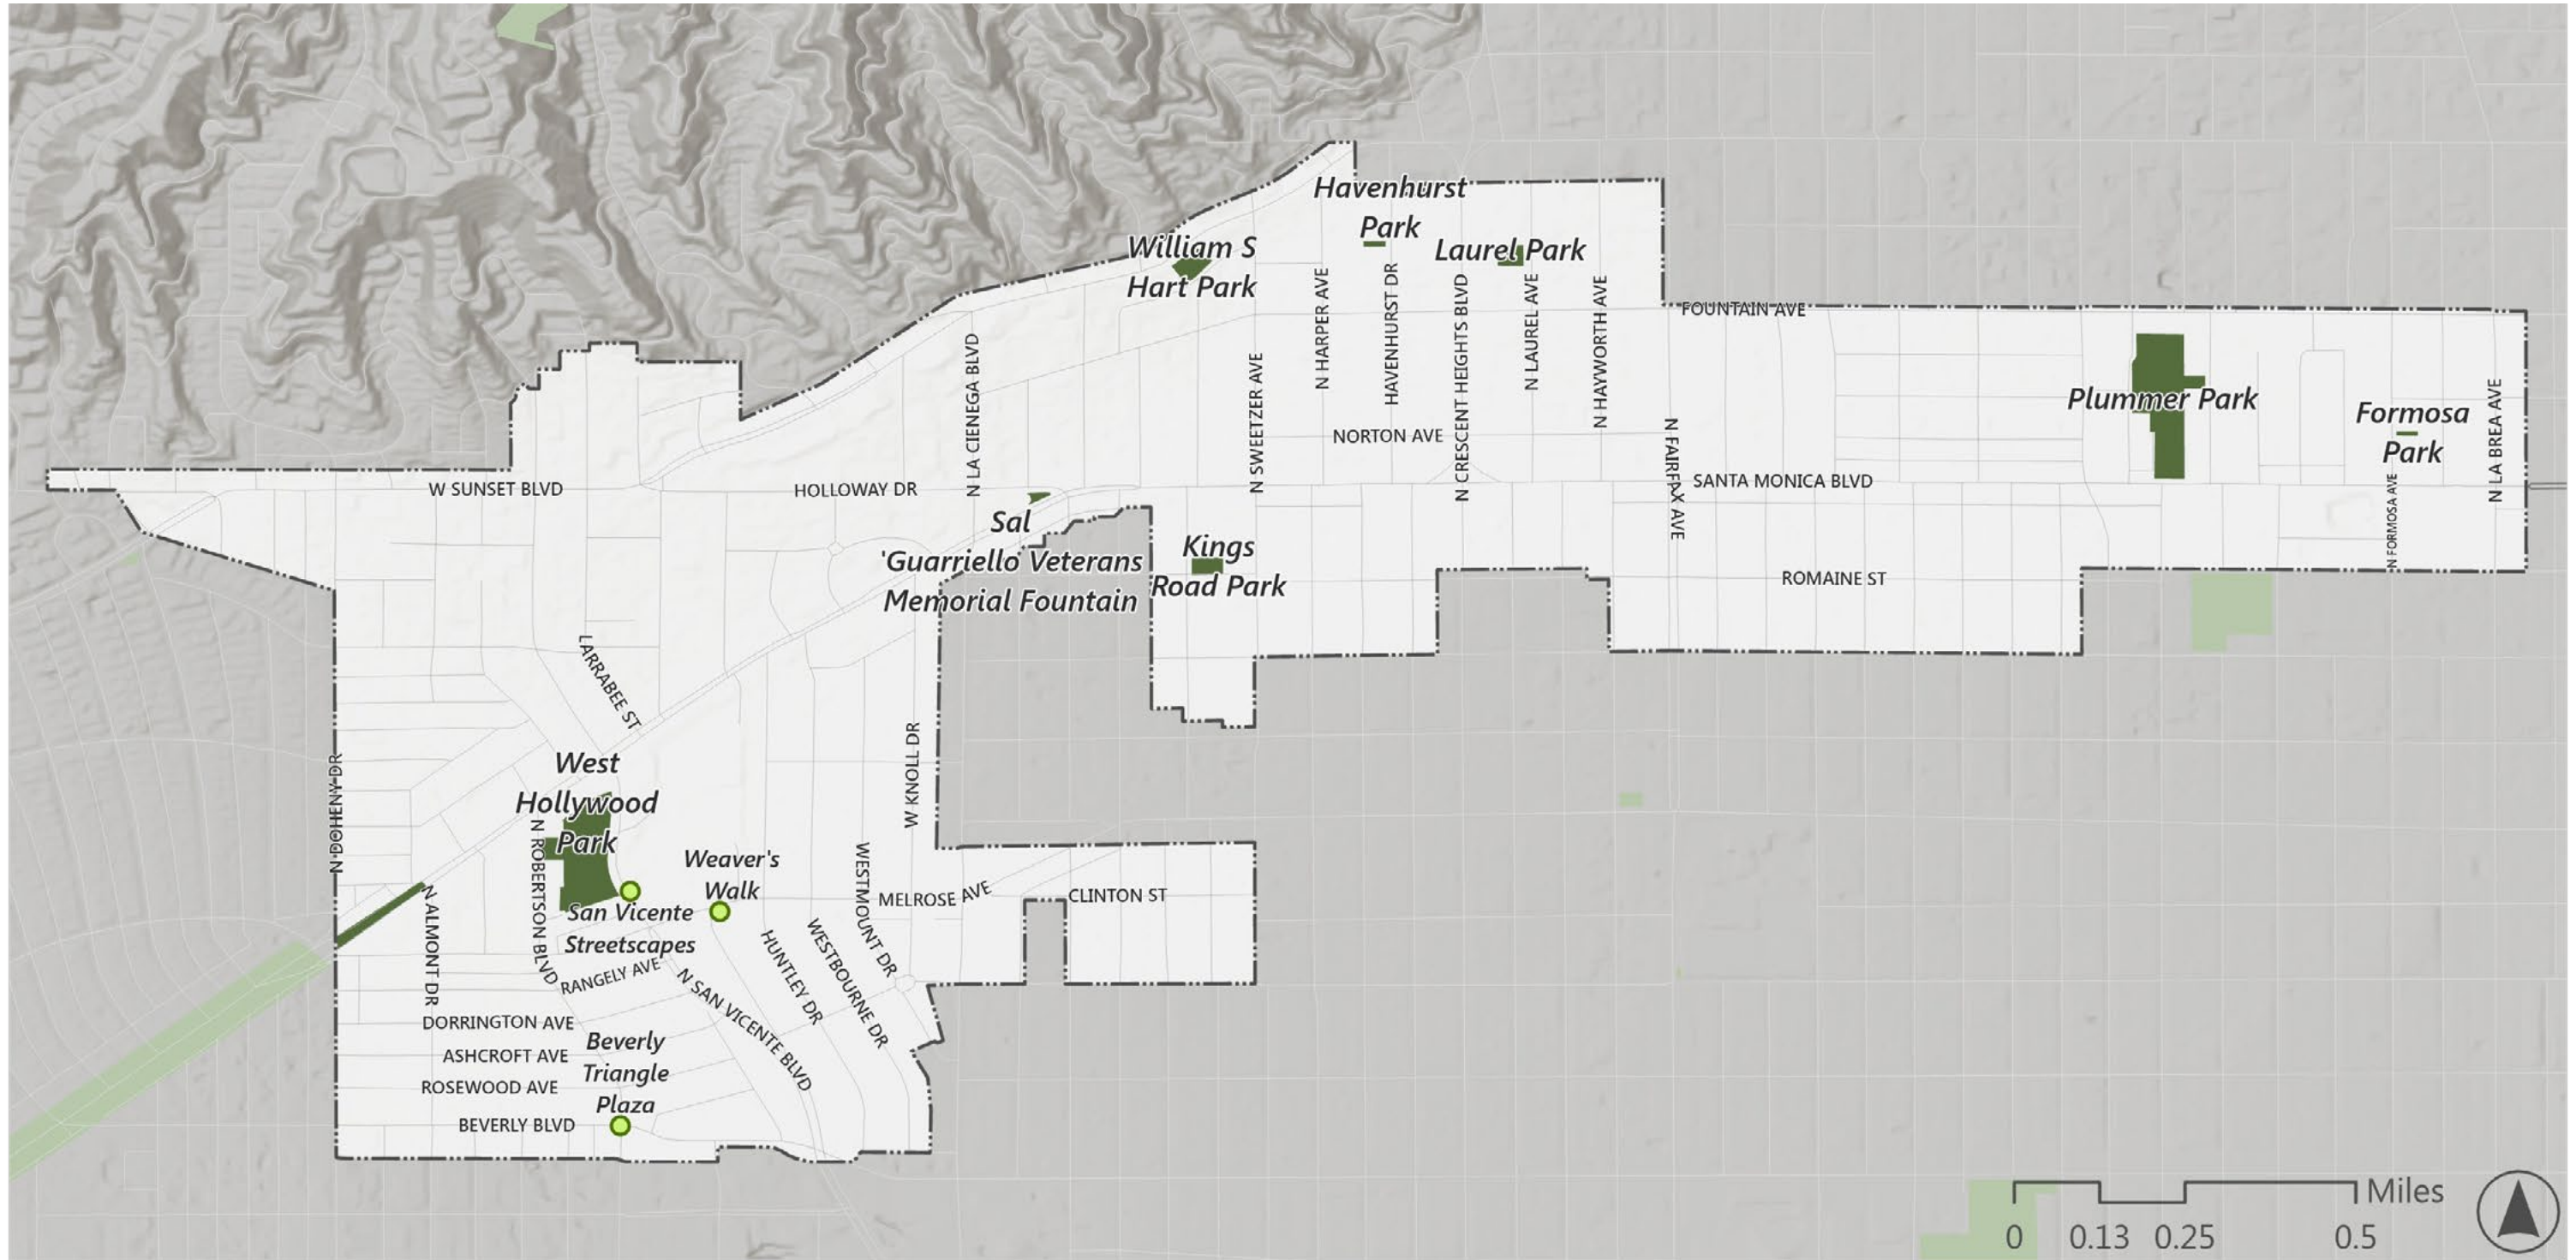 Havenhurst
Park
William S
Hart Park
Laurel Park
FOUNTAIN AVE
N HARPER AVE
HAVENHURST DR
N CRESCENT HEIGHTS BLVD
N LAUREL AVE
N HAYWORTH AVE
N LA CIENEGA BLVD
N SWEETZER AVE
NORTON AVE
N FAIRFAX AVE
Plummer Park
Formosa
Park
N LA BREA AVE
N FORMOSA AVE
W SUNSET BLVD
HOLLOWAY DR
SANTA MONICA BLVD
Sal
'Guarriello Veterans
Memorial Fountain
Kings
Road Park
ROMAINE ST
LARRABEE ST
N DOHENY DR
West
Hollywood
Park
N ROBERTSON BLVD
W KNOLL DR
Weaver's
Walk
WESTMOUNT DR
MELROSE AVE
CLINTON ST
San Vicente
Streetscapes
N ALMONT DR
RANGELY AVE
N SAN VICENTE BLVD
HUNTLEY DR
WESTBOURNE DR
DORRINGTON AVE
ASHCROFT AVE
ROSEWOOD AVE
BEVERLY BLVD
Beverly
Triangle
Plaza
Miles
0 0.13 0.25 0.5